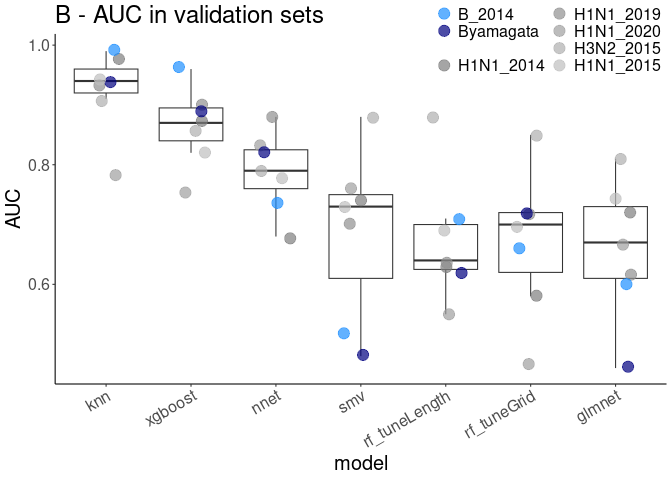 B - AUC in validation sets
B_2014
Byamagata
H1N1_2014
H1N1_2019
H1N1_2020
H3N2_2015
H1N1_2015
AUC
1.0
0.8
0.6
knn
xgboost
nnet
smv
rf_tuneLength
rf_tuneGrid
glmnet
model